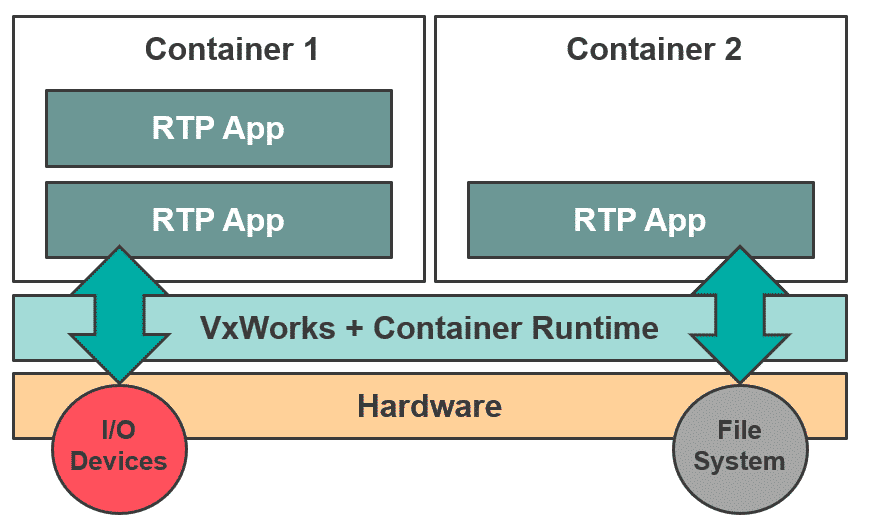 Container 1
Container 2
RTP App
RTP App
RTP App
VxWorks + Container Runtime
Hardware
I/O
Devices
File
System